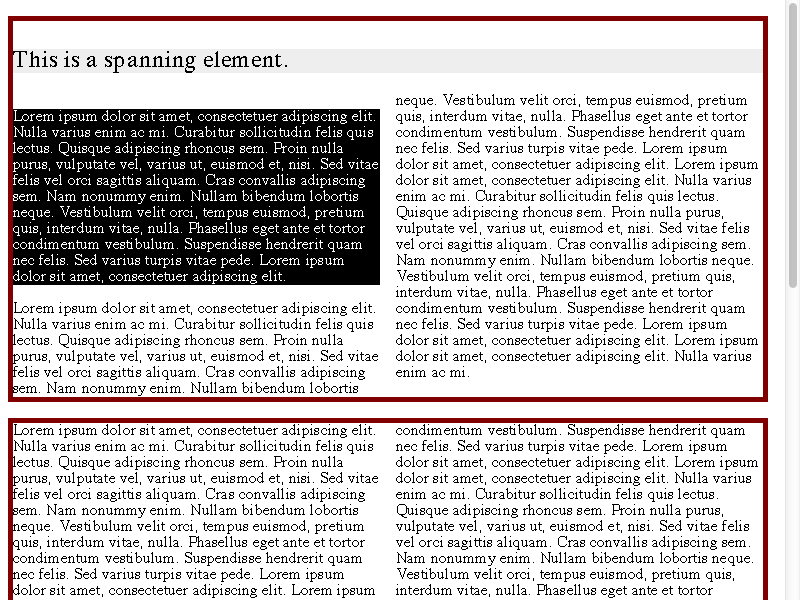 This is a spanning element.
Lorem ipsum dolor sit amet, consectetuer adipiscing elit.
Nulla varius enim ac mi. Curabitur sollicitudin felis quis
lectus. Quisque adipiscing rhoncus sem. Proin nulla
purus, vulputate vel, varius ut, euismod et, nisi. Sed vitae
felis vel orci sagittis aliquam. Cras convallis adipiscing
sem. Nam nonummy enim. Nullam bibendum lobortis
neque. Vestibulum velit orci, tempus euismod, pretium
quis, interdum vitae, nulla. Phasellus eget ante et tortor
condimentum vestibulum. Suspendisse hendrerit quam
nec felis. Sed varius turpis vitae pede. Lorem ipsum
dolor sit amet, consectetuer adipiscing elit.
Lorem ipsum dolor sit amet, consectetuer adipiscing elit.
Nulla varius enim ac mi. Curabitur sollicitudin felis quis
lectus. Quisque adipiscing rhoncus sem. Proin nulla
purus, vulputate vel, varius ut, euismod et, nisi. Sed vitae
felis vel orci sagittis aliquam. Cras convallis adipiscing
sem. Nam nonummy enim. Nullam bibendum lobortis
neque. Vestibulum velit orci, tempus euismod, pretium
quis, interdum vitae, nulla. Phasellus eget ante et tortor
condimentum vestibulum. Suspendisse hendrerit quam
nec felis. Sed varius turpis vitae pede. Lorem ipsum
dolor sit amet, consectetuer adipiscing elit. Lorem ipsum
dolor sit amet, consectetuer adipiscing elit. Nulla varius
enim ac mi. Curabitur sollicitudin felis quis lectus.
Quisque adipiscing rhoncus sem. Proin nulla purus,
vulputate vel, varius ut, euismod et, nisi. Sed vitae felis
vel orci sagittis aliquam. Cras convallis adipiscing sem.
Nam nonummy enim. Nullam bibendum lobortis neque.
Vestibulum velit orci, tempus euismod, pretium quis,
interdum vitae, nulla. Phasellus eget ante et tortor
condimentum vestibulum. Suspendisse hendrerit quam
nec felis. Sed varius turpis vitae pede. Lorem ipsum
dolor sit amet, consectetuer adipiscing elit. Lorem ipsum
dolor sit amet, consectetuer adipiscing elit. Nulla varius
enim ac mi.
Lorem ipsum dolor sit amet, consectetuer adipiscing elit.
Nulla varius enim ac mi. Curabitur sollicitudin felis quis
lectus. Quisque adipiscing rhoncus sem. Proin nulla
purus, vulputate vel, varius ut, euismod et, nisi. Sed vitae
felis vel orci sagittis aliquam. Cras convallis adipiscing
sem. Nam nonummy enim. Nullam bibendum lobortis
neque. Vestibulum velit orci, tempus euismod, pretium
quis, interdum vitae, nulla. Phasellus eget ante et tortor
condimentum vestibulum. Suspendisse hendrerit quam
nec felis. Sed varius turpis vitae pede. Lorem ipsum
dolor sit amet, consectetuer adipiscing elit. Lorem ipsum
condimentum vestibulum. Suspendisse hendrerit quam
nec felis. Sed varius turpis vitae pede. Lorem ipsum
dolor sit amet, consectetuer adipiscing elit. Lorem ipsum
dolor sit amet, consectetuer adipiscing elit. Nulla varius
enim ac mi. Curabitur sollicitudin felis quis lectus.
Quisque adipiscing rhoncus sem. Proin nulla purus,
vulputate vel, varius ut, euismod et, nisi. Sed vitae felis
vel orci sagittis aliquam. Cras convallis adipiscing sem.
Nam nonummy enim. Nullam bibendum lobortis neque.
Vestibulum velit orci, tempus euismod, pretium quis,
interdum vitae, nulla. Phasellus eget ante et tortor